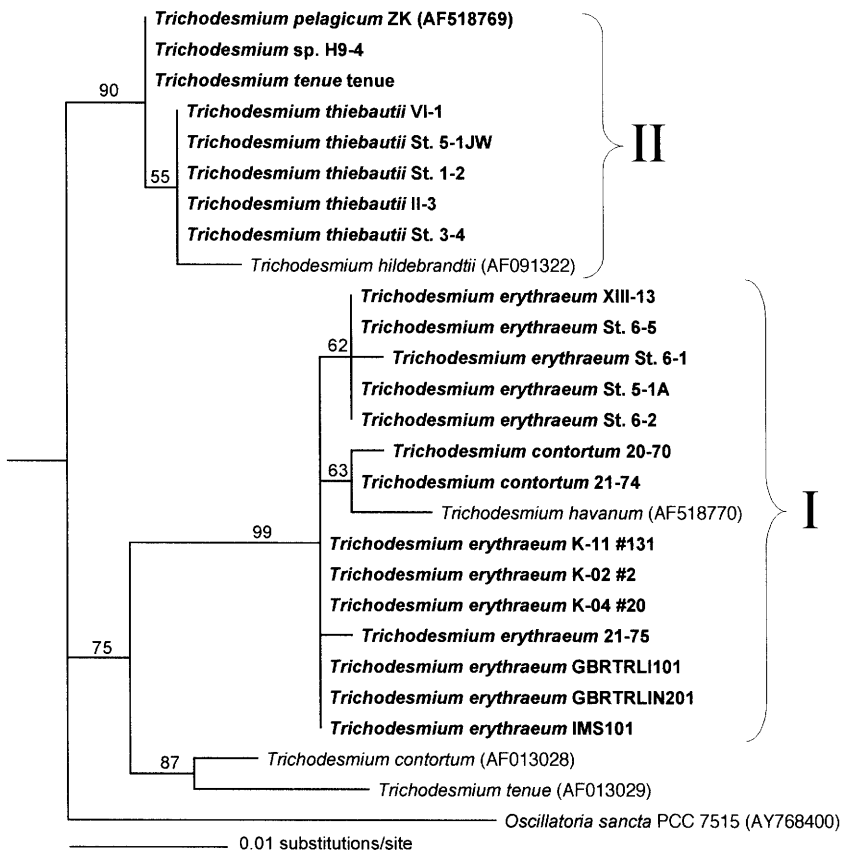 Trichodesmium pelagicum ZK (AF518769)
Trichodesmium sp. H9-4
Trichodesmium tenue tenue
90
Trichodesmium thiebautii VI-1
Trichodesmium thiebautii St. 5-1JW
II
Trichodesmium thiebautii St. 1-2
55
Trichodesmium thiebautii II-3
Trichodesmium thiebautii St. 3-4
Trichodesmium hildebrandtii (AF091322)
Trichodesmium erythraeum XIII-13
Trichodesmium erythraeum St. 6-5
62
Trichodesmium erythraeum St. 6-1
Trichodesmium erythraeum St. 5-1A
Trichodesmium erythraeum St. 6-2
Trichodesmium contortum 20-70
63
Trichodesmium contortum 21-74
Trichodesmium havanum (AF518770)
I
99
Trichodesmium erythraeum K-11 #131
Trichodesmium erythraeum K-02 #2
Trichodesmium erythraeum K-04 #20
Trichodesmium erythraeum 21-75
75
Trichodesmium erythraeum GBRTRLI101
Trichodesmium erythraeum GBRTRLIN201
Trichodesmium erythraeum IMS101
Trichodesmium contortum (AF013028)
87
Trichodesmium tenue (AF013029)
Oscillatoria sancta PCC 7515 (AY768400)
0.01 substitutions/site